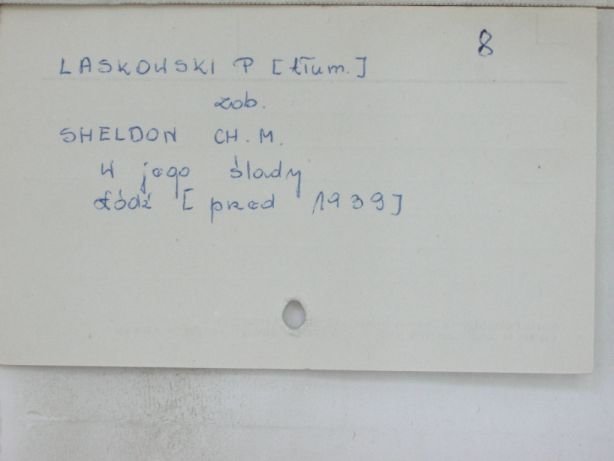 8
LASKOWSKI P [tłum.]
zob.
SHELDON CH. M.
W jego ślady
Łódź [przed 1939]